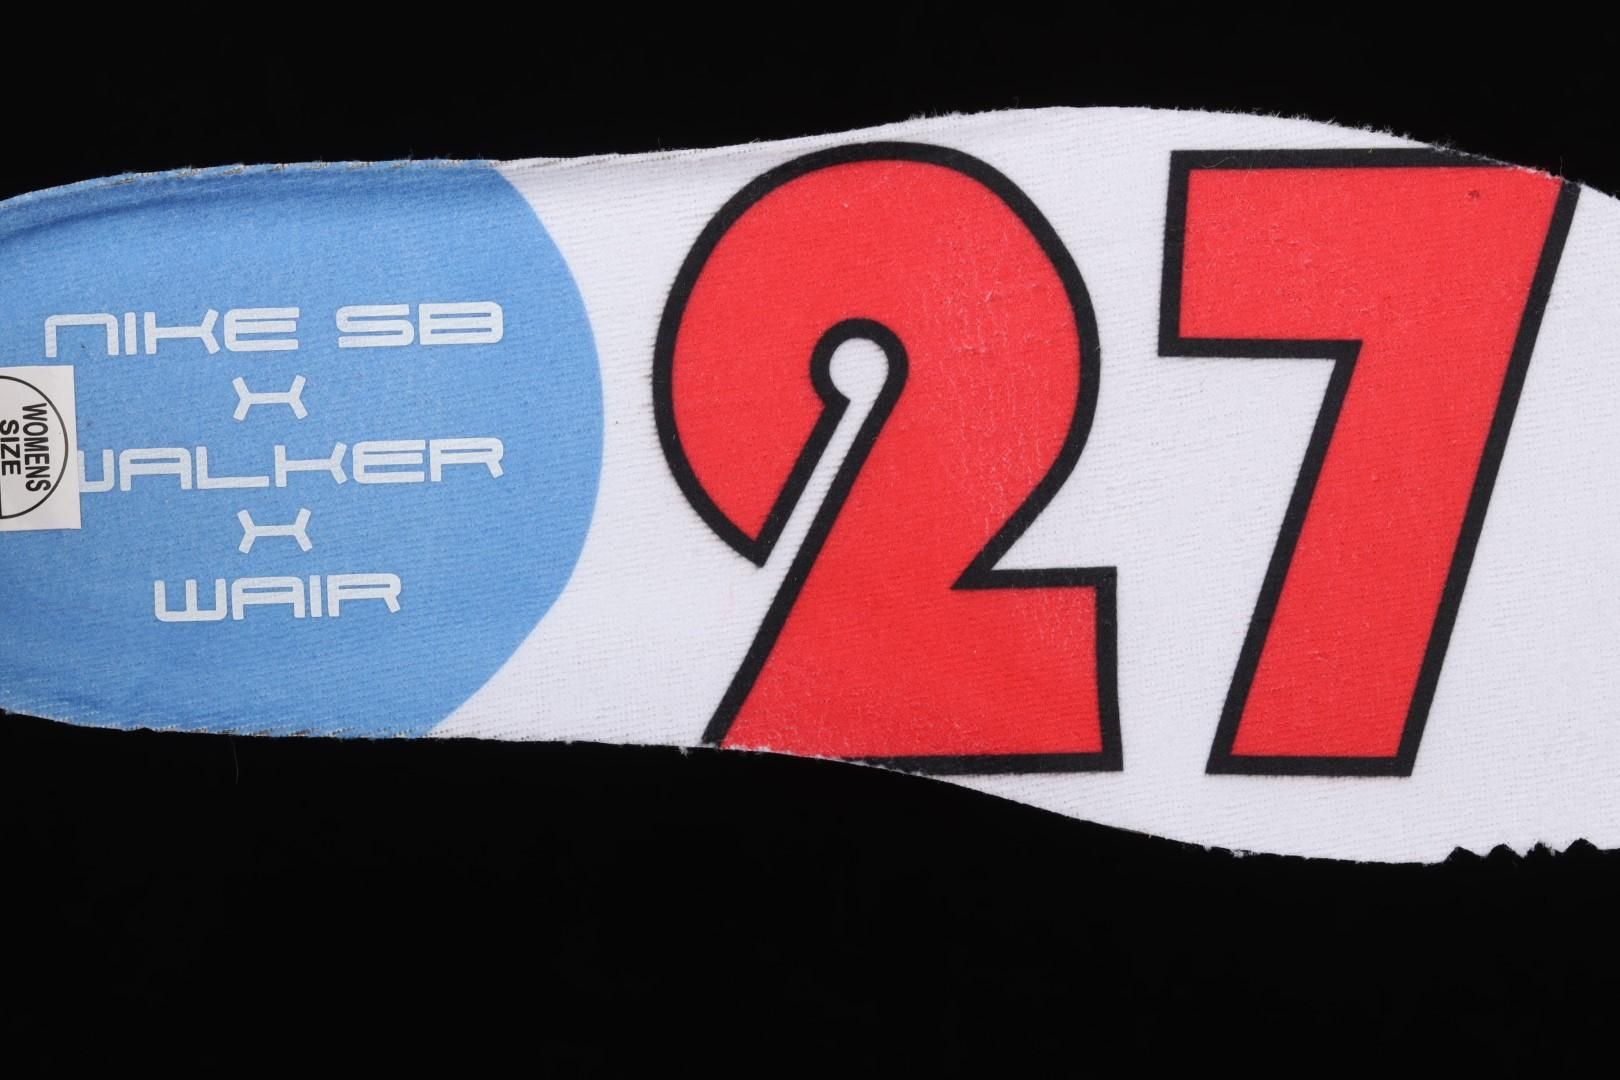 NIKE SB
X
WALKER
X
WAIR
27
WOMENS
SIZE